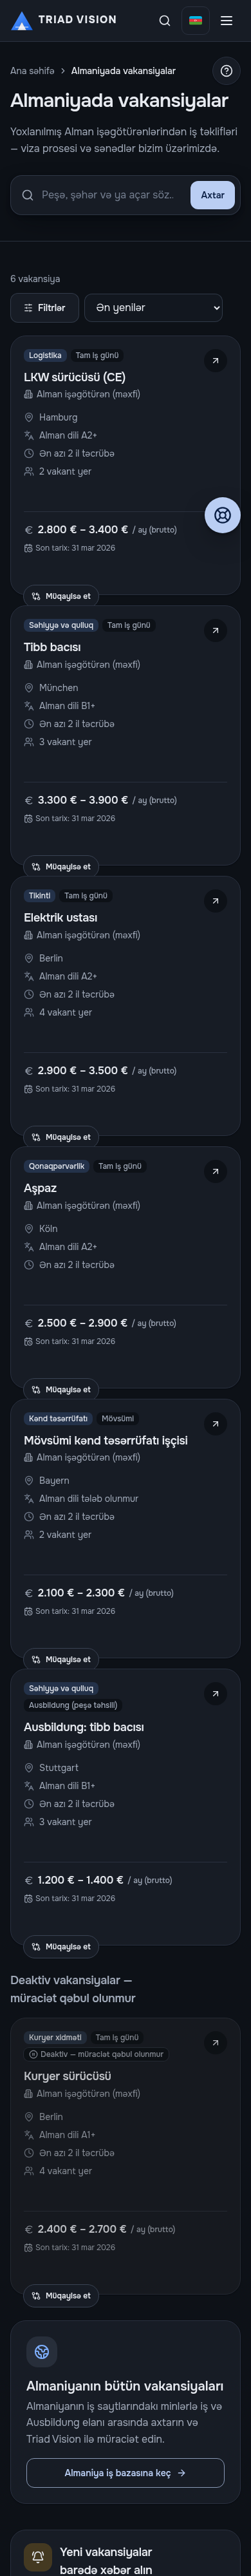 TRIAD VISION
Ana səhifə > Almaniyada vakansiyalar
Almaniyada vakansiyalar
Yoxlanılmış Alman işəgötürənlərindən iş təklifləri
— viza prosesi və sənədlər bizim üzərimizdə.
Peşə, şəhər və ya açar söz..
Axtar
6 vakansiya
Filtrlər
Ən yenilər
Logistika Tam iş günü
LKW sürücüsü (CE)
Alman işəgötürən (məxfi)
Hamburg
Alman dili A2+
Ən azı 2 il təcrübə
2 vakant yer
2.800 € – 3.400 € / ay (brutto)
Son tarix: 31 mar 2026
Müqayisə et
Səhiyyə və qulluq Tam iş günü
Tibb bacısı
Alman işəgötürən (məxfi)
München
Alman dili B1+
Ən azı 2 il təcrübə
3 vakant yer
3.300 € – 3.900 € / ay (brutto)
Son tarix: 31 mar 2026
Müqayisə et
Tikinti Tam iş günü
Elektrik ustası
Alman işəgötürən (məxfi)
Berlin
Alman dili A2+
Ən azı 2 il təcrübə
4 vakant yer
2.900 € – 3.500 € / ay (brutto)
Son tarix: 31 mar 2026
Müqayisə et
Qonaqpərvərlik Tam iş günü
Aşpaz
Alman işəgötürən (məxfi)
Köln
Alman dili A2+
Ən azı 2 il təcrübə
2.500 € – 2.900 € / ay (brutto)
Son tarix: 31 mar 2026
Müqayisə et
Kənd təsərrüfatı Mövsümi
Mövsümi kənd təsərrüfatı işçisi
Alman işəgötürən (məxfi)
Bayern
Alman dili tələb olunmur
Ən azı 2 il təcrübə
2 vakant yer
2.100 € – 2.300 € / ay (brutto)
Son tarix: 31 mar 2026
Müqayisə et
Səhiyyə və qulluq
Ausbildung (peşə təhsili)
Ausbildung: tibb bacısı
Alman işəgötürən (məxfi)
Stuttgart
Alman dili B1+
Ən azı 2 il təcrübə
3 vakant yer
1.200 € – 1.400 € / ay (brutto)
Son tarix: 31 mar 2026
Müqayisə et
Deaktiv vakansiyalar —
müraciət qəbul olunmur
Kuryer xidməti Tam iş günü
Deaktiv — müraciət qəbul olunmur
Kuryer sürücüsü
Alman işəgötürən (məxfi)
Berlin
Alman dili A1+
Ən azı 2 il təcrübə
4 vakant yer
2.400 € – 2.700 € / ay (brutto)
Son tarix: 31 mar 2026
Müqayisə et
Almaniyanın bütün vakansiyaları
Almaniyanın iş saytlarındakı minlərlə iş və
Ausbildung elanı arasında axtarın və
Triad Vision ilə müraciət edin.
Almaniya iş bazasına keç →
Yeni vakansiyalar
barədə xəbər alın